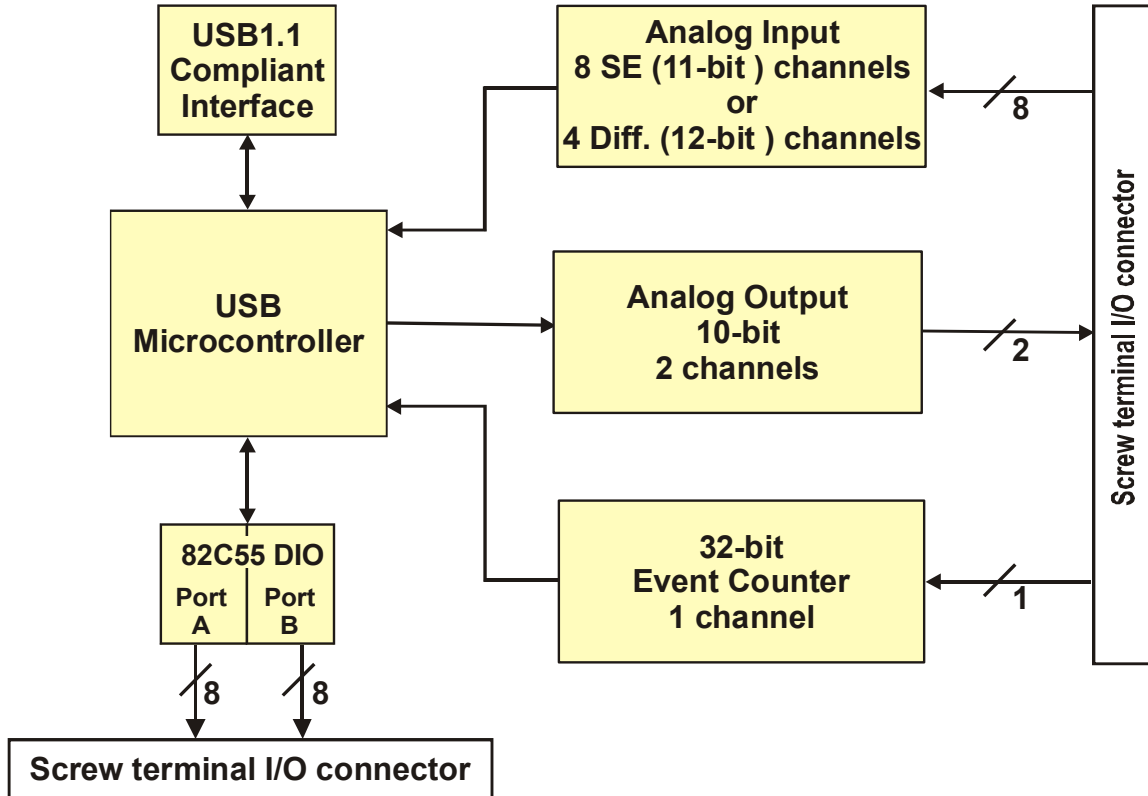 USB1.1
Compliant
Interface
Analog Input
8 SE (11-bit ) channels
or
4 Diff. (12-bit ) channels
8
USB
Microcontroller
Analog Output
10-bit
2 channels
2
Screw terminal I/O connector
82C55 DIO
Port
A
Port
B
8
8
32-bit
Event Counter
1 channel
1
Screw terminal I/O connector